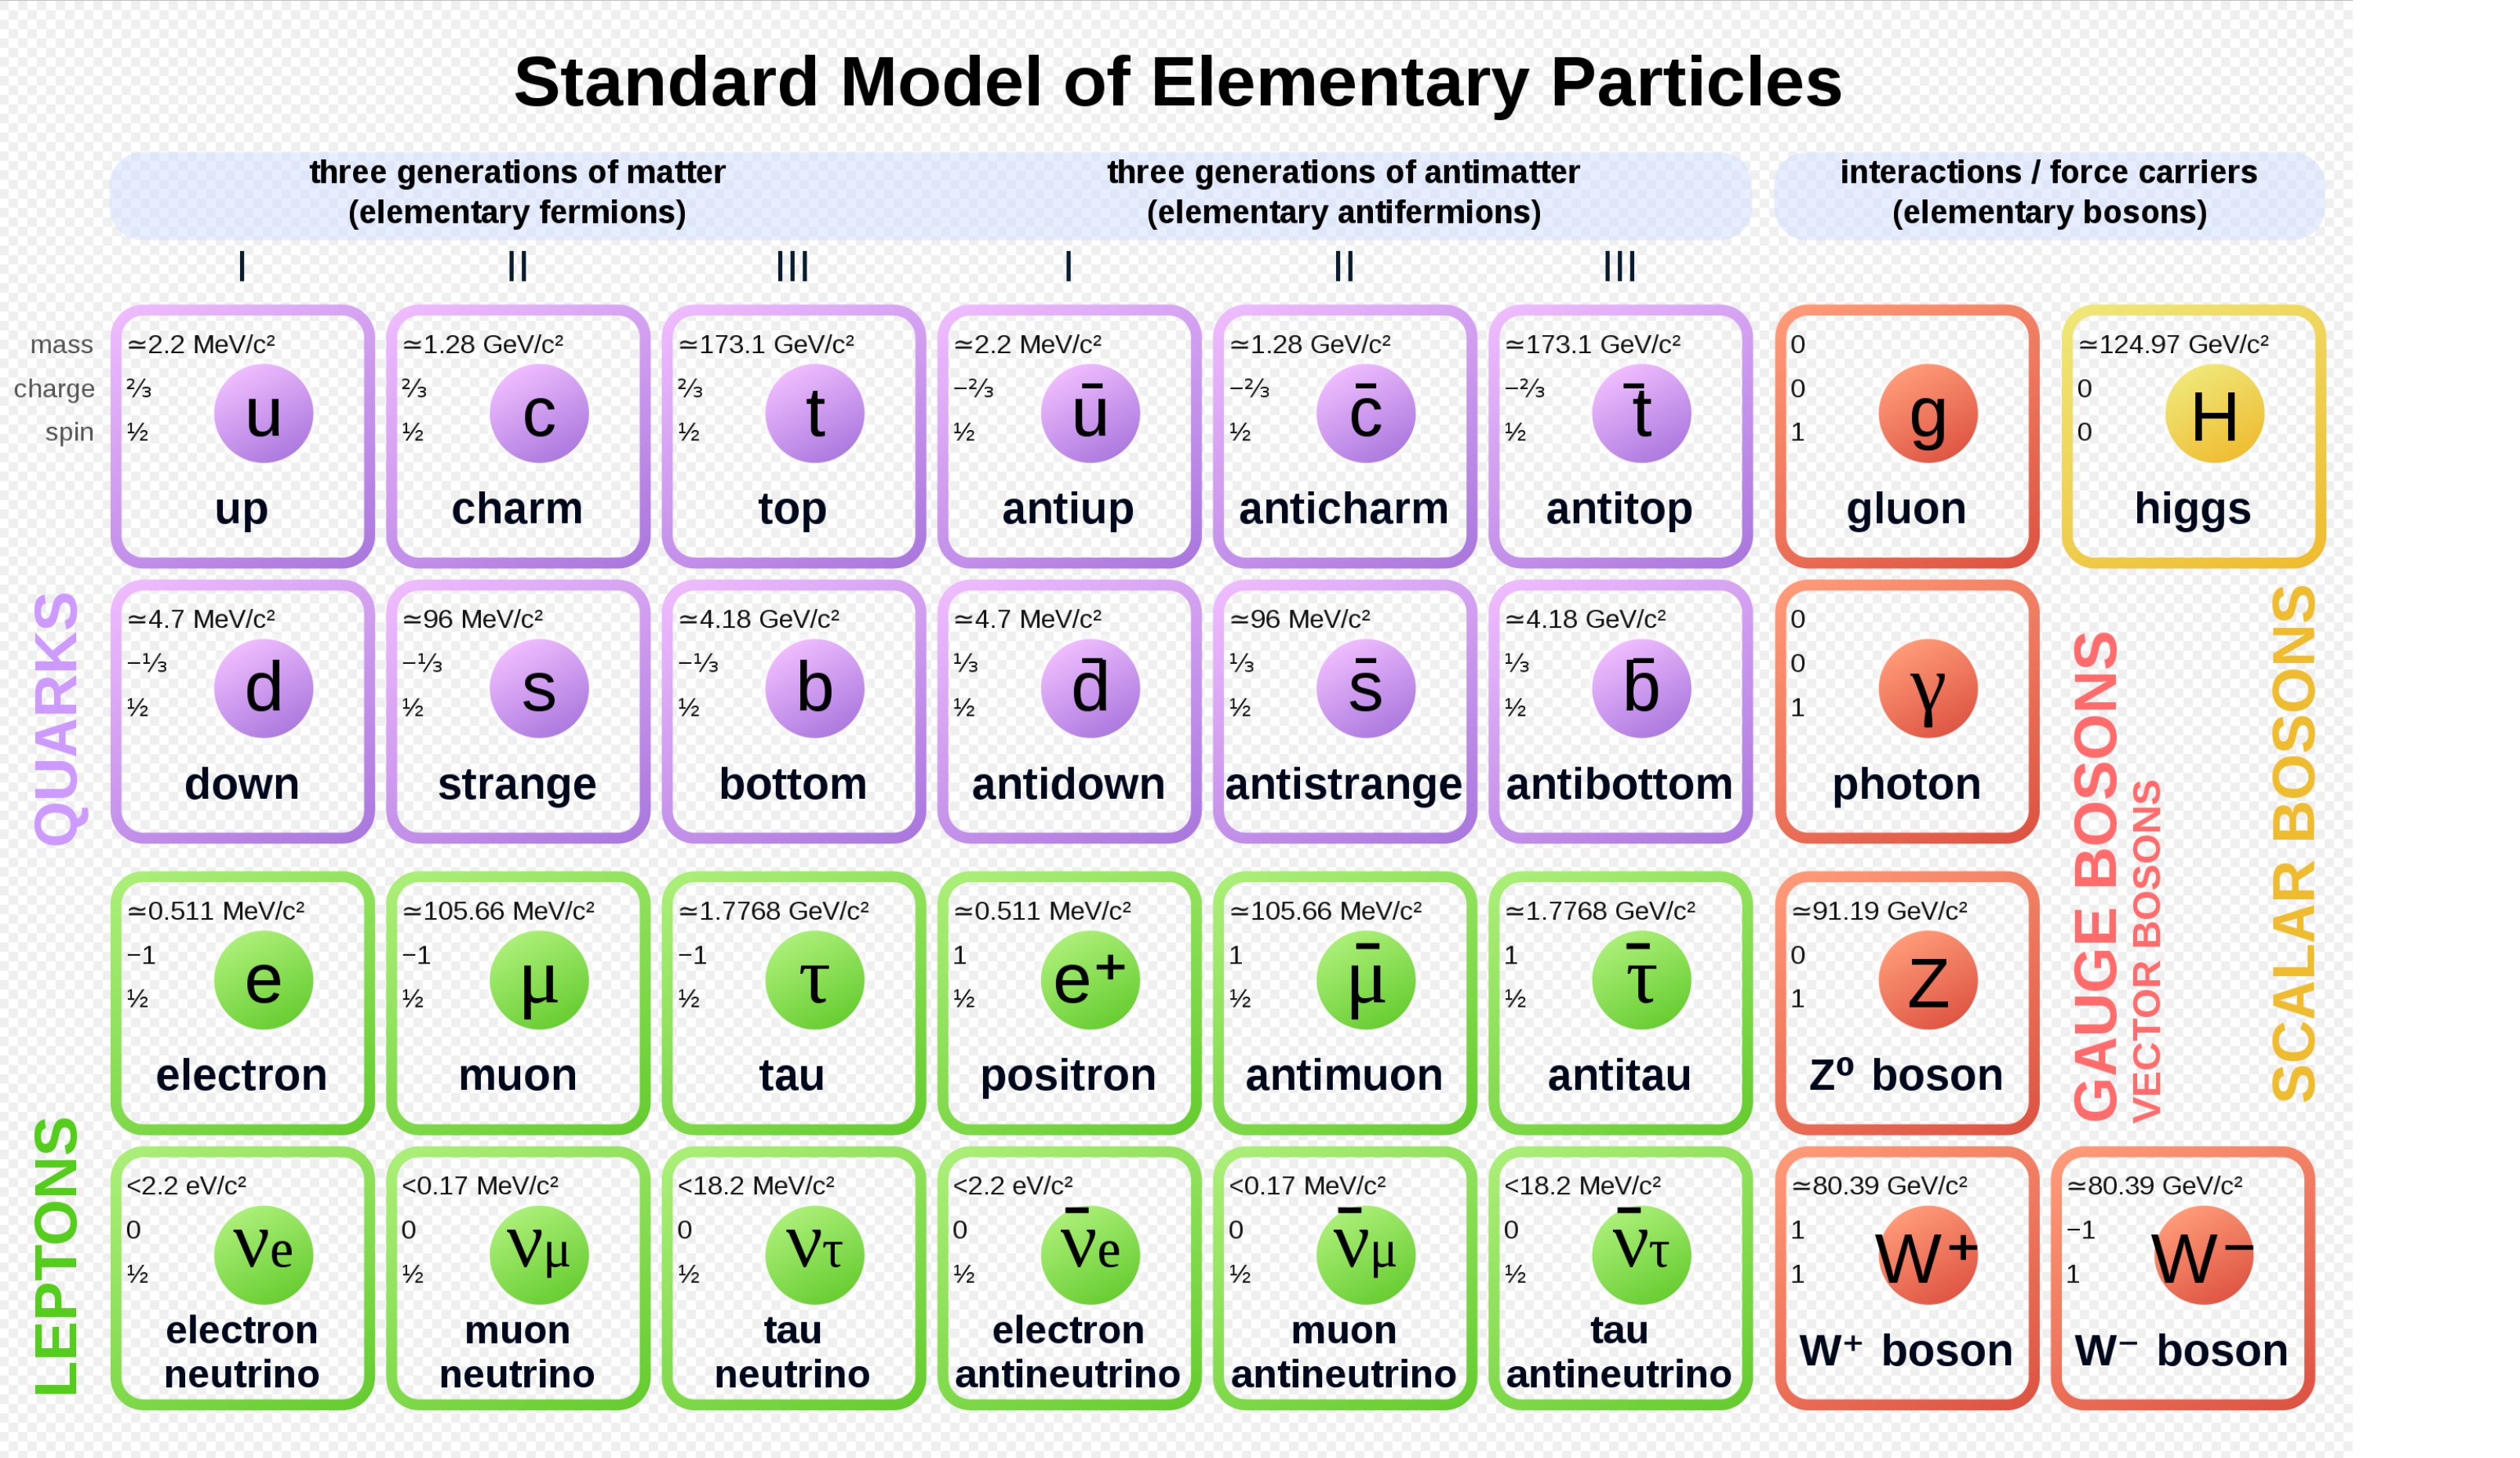 Standard Model of Elementary Particles
three generations of matter
(elementary fermions)
three generations of antimatter
(elementary antifermions)
interactions / force carriers
(elementary bosons)
I II III I II III
mass
charge
spin
≃2.2 MeV/c²
⅔
½
u
up
≃1.28 GeV/c²
⅔
½
c
charm
≃173.1 GeV/c²
⅔
½
t
top
≃2.2 MeV/c²
−⅔
½
ū
antiup
≃1.28 GeV/c²
−⅔
½
c̄
anticharm
≃173.1 GeV/c²
−⅔
½
t̄
antitop
0
0
1
g
gluon
≃124.97 GeV/c²
0
0
H
higgs
QUARKS
≃4.7 MeV/c²
−⅓
½
d
down
≃96 MeV/c²
−⅓
½
s
strange
≃4.18 GeV/c²
−⅓
½
b
bottom
≃4.7 MeV/c²
⅓
½
d̄
antidown
≃96 MeV/c²
⅓
½
s̄
antistrange
≃4.18 GeV/c²
⅓
½
b̄
antibottom
0
0
1
γ
photon
GAUGE BOSONS
VECTOR BOSONS
SCALAR BOSONS
≃0.511 MeV/c²
−1
½
e
electron
≃105.66 MeV/c²
−1
½
μ
muon
≃1.7768 GeV/c²
−1
½
τ
tau
≃0.511 MeV/c²
1
½
e⁺
positron
≃105.66 MeV/c²
1
½
μ̄
antimuon
≃1.7768 GeV/c²
1
½
τ̄
antitau
≃91.19 GeV/c²
0
1
Z
Z⁰ boson
LEPTONS
<2.2 eV/c²
0
½
νe
electron
neutrino
<0.17 MeV/c²
0
½
νμ
muon
neutrino
<18.2 MeV/c²
0
½
ντ
tau
neutrino
<2.2 eV/c²
0
½
ν̄e
electron
antineutrino
<0.17 MeV/c²
0
½
ν̄μ
muon
antineutrino
<18.2 MeV/c²
0
½
ν̄τ
tau
antineutrino
≃80.39 GeV/c²
1
1
W⁺
W⁺ boson
≃80.39 GeV/c²
−1
1
W⁻
W⁻ boson